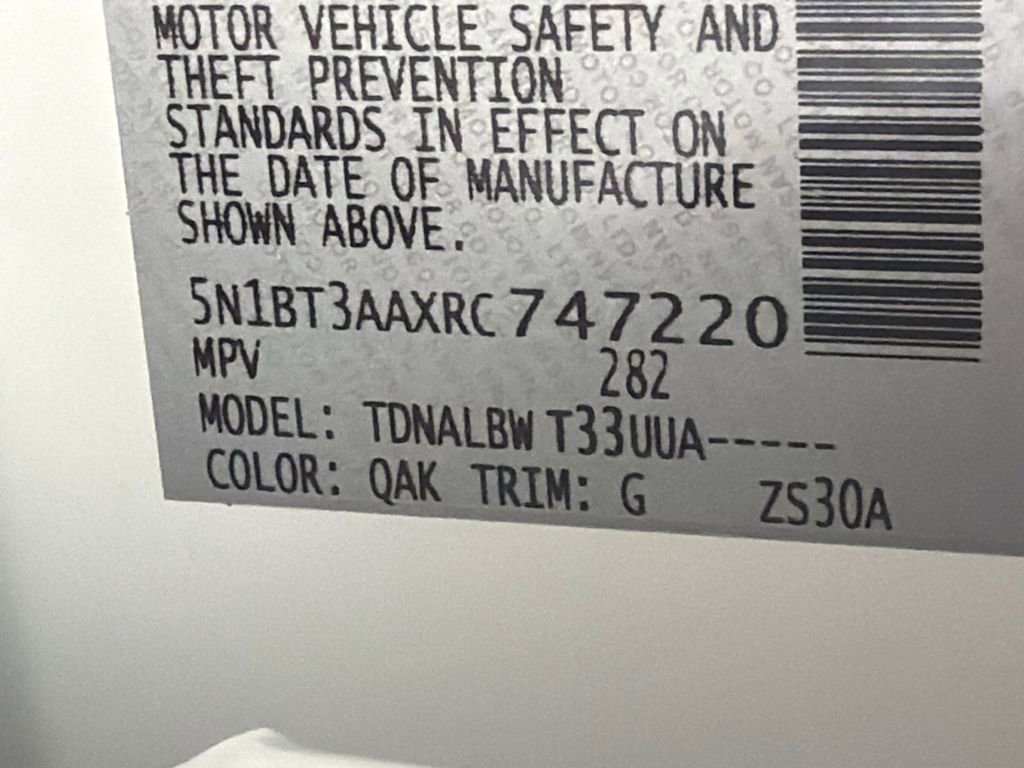 MOTOR VEHICLE SAFETY AND
THEFT PREVENTION
STANDARDS IN EFFECT ON
THE DATE OF MANUFACTURE
SHOWN ABOVE.
5N1BT3AAXRC747220
MPV 282
MODEL: TDNALBW T33UUA-----
COLOR: QAK TRIM: G ZS30A